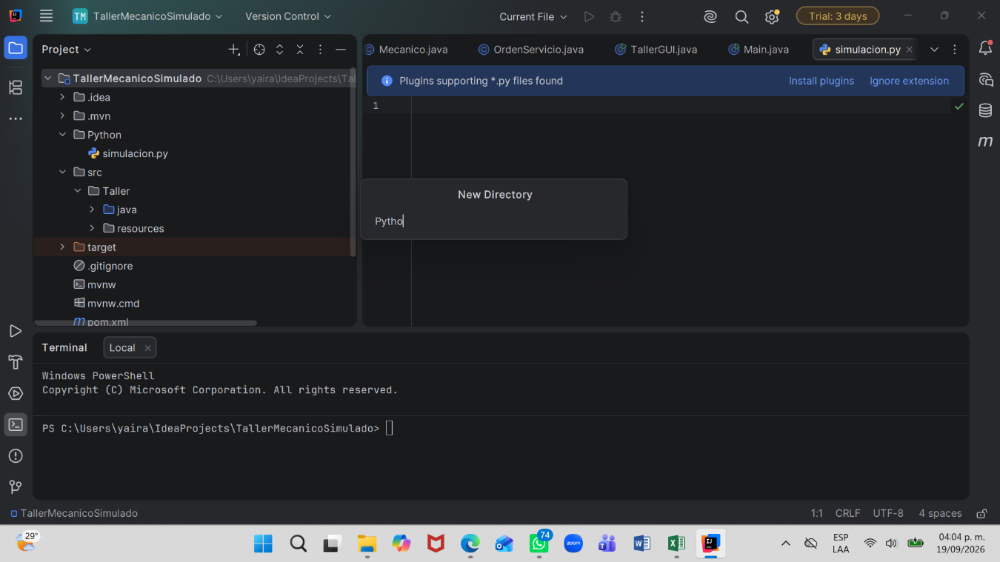 TM TallerMecanicoSimulado Version Control Current File Trial: 3 days
Project
Mecanico.java OrdenServicio.java TallerGUI.java Main.java simulacion.py
TallerMecanicoSimulado C:\Users\yaira\IdeaProjects\Tal
Plugins supporting *.py files found Install plugins Ignore extension
.idea
1
.mvn
Python
simulacion.py
src
Taller
java
resources
target
.gitignore
mvnw
mvnw.cmd
pom.xml
New Directory
Pytho
Terminal Local
Windows PowerShell
Copyright (C) Microsoft Corporation. All rights reserved.
PS C:\Users\yaira\IdeaProjects\TallerMecanicoSimulado>
TallerMecanicoSimulado 1:1 CRLF UTF-8 4 spaces
29°
74
zoom
ESP
LAA
04:04 p. m.
19/09/2026